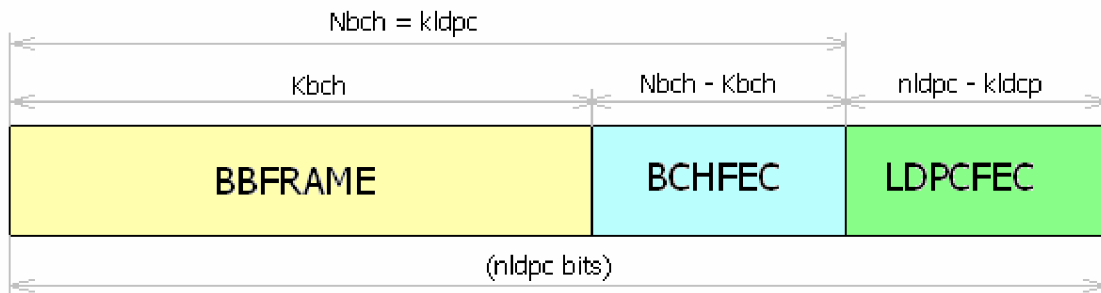 Nbch = kldpc
Kbch
Nbch - Kbch
nldpc - kldcp
BBFRAME
BCHFEC
LDPCFEC
(nldpc bits)